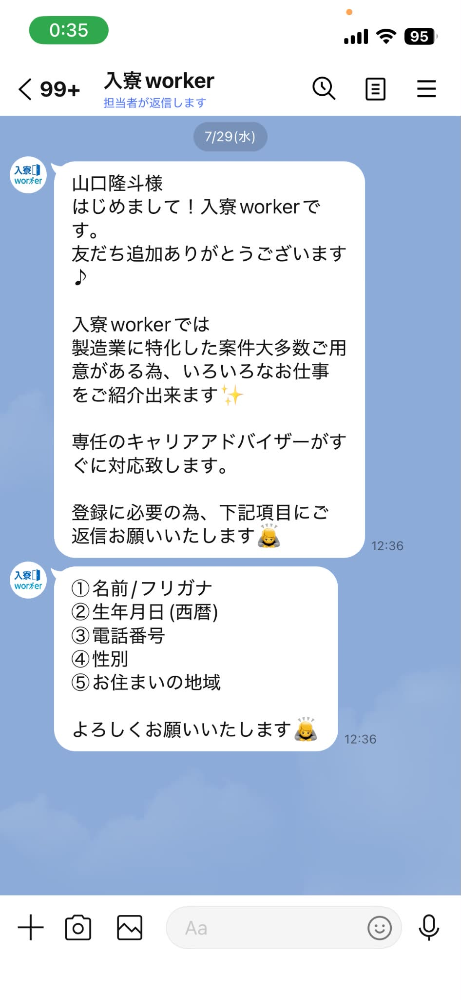 0:35
95
99+
入寮worker
担当者が返信します
7/29(水)
入寮
worker
山口隆斗様
はじめまして！入寮workerで
す。
友だち追加ありがとうございます
♪
入寮workerでは
製造業に特化した案件大多数ご用
意がある為、いろいろなお仕事
をご紹介出来ます✨
専任のキャリアアドバイザーがす
ぐに対応致します。
登録に必要の為、下記項目にご
返信お願いいたします🙇
12:36
入寮
worker
①名前/フリガナ
②生年月日(西暦)
③電話番号
④性別
⑤お住まいの地域
よろしくお願いいたします🙇
12:36
Aa